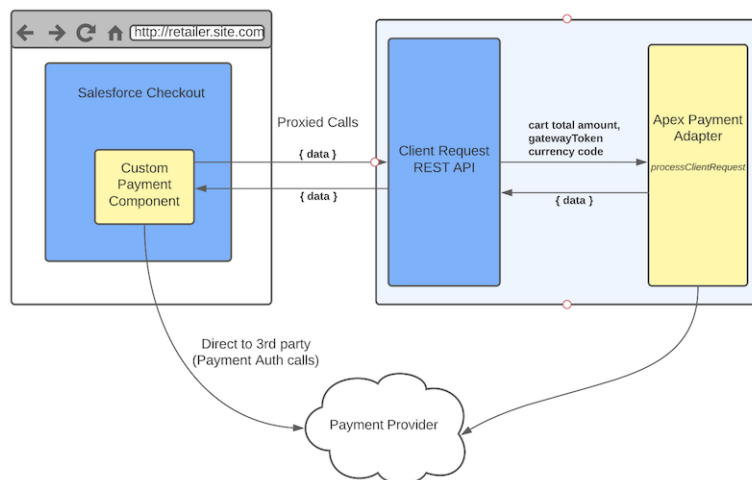 http://retailer.site.com
Salesforce Checkout
Custom
Payment
Component
Proxied Calls
{ data }
{ data }
Client Request
REST API
cart total amount,
gatewayToken
currency code
{ data }
Apex Payment
Adapter
processClientRequest
Direct to 3rd party
(Payment Auth calls)
Payment Provider